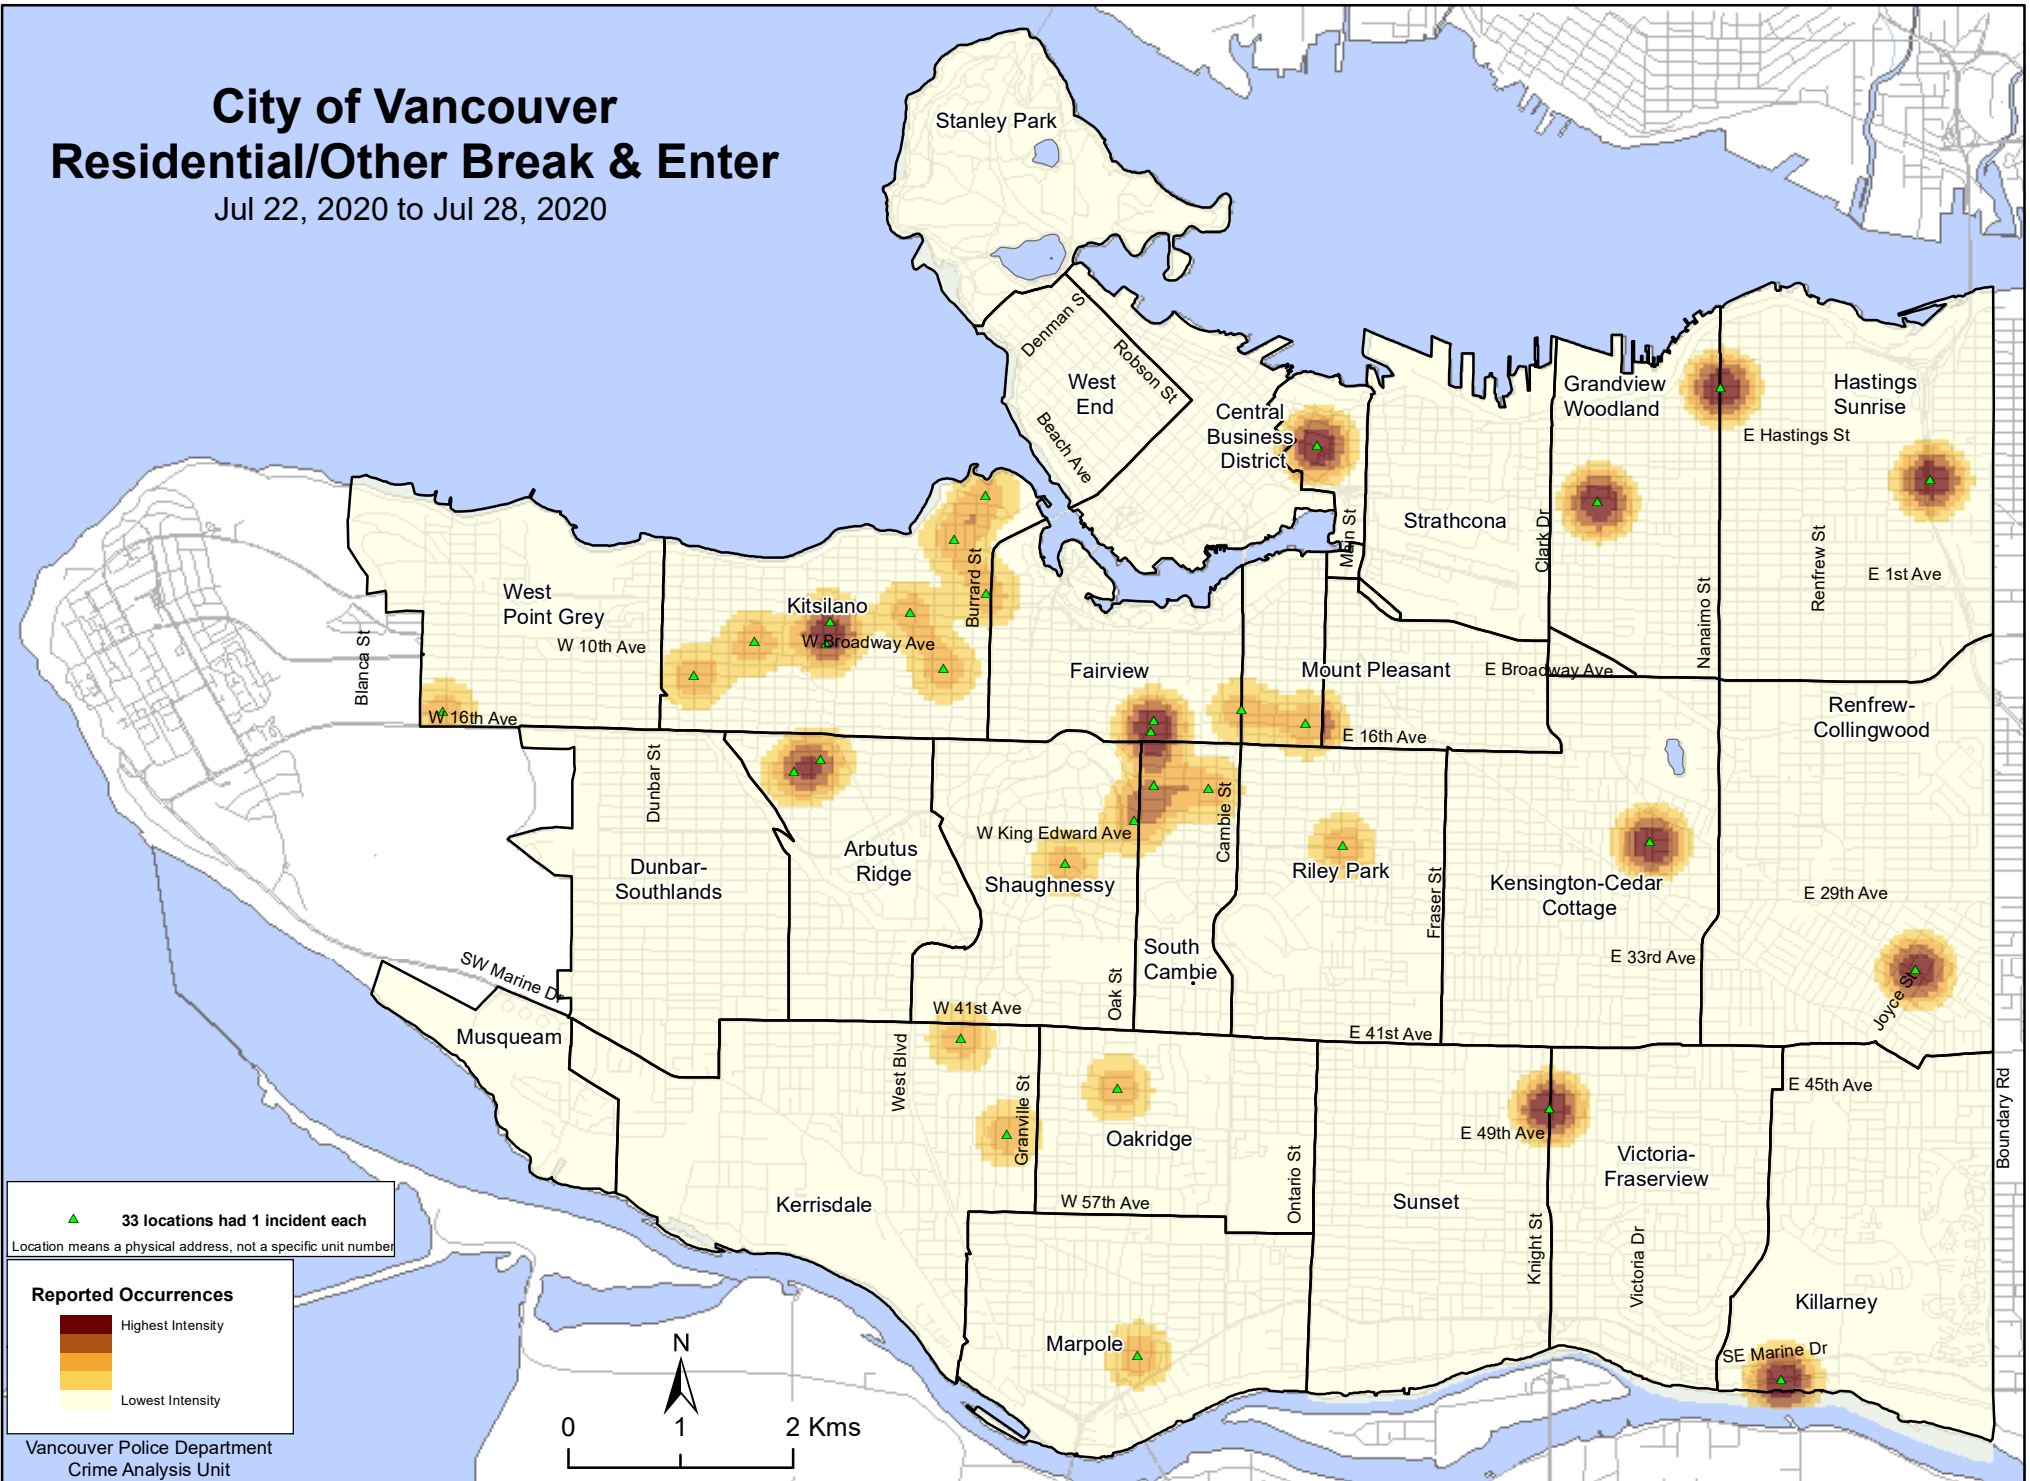 City of Vancouver
Residential/Other Break & Enter
Jul 22, 2020 to Jul 28, 2020
Stanley Park
Denman S
Robson St
West
End
Beach Ave
Central
Business
District
Main St
Strathcona
Clark Dr
Grandview
Woodland
Hastings
Sunrise
E Hastings St
Nanaimo St
Renfrew St
E 1st Ave
West
Point Grey
W 10th Ave
Blanca St
W 16th Ave
Kitsilano
W Broadway Ave
Burrard St
Fairview
Mount Pleasant
E Broadway Ave
E 16th Ave
Renfrew-
Collingwood
Dunbar St
Dunbar-
Southlands
Arbutus
Ridge
W King Edward Ave
Shaughnessy
Cambie St
Riley Park
Fraser St
Kensington-Cedar
Cottage
E 29th Ave
E 33rd Ave
South
Cambie
Oak St
SW Marine Dr
Musqueam
W 41st Ave
E 41st Ave
Joyce St
West Blvd
Granville St
Oakridge
E 45th Ave
E 49th Ave
Boundary Rd
Victoria-
Fraserview
Ontario St
Sunset
Kerrisdale
W 57th Ave
Knight St
Victoria Dr
Killarney
Marpole
SE Marine Dr
33 locations had 1 incident each
Location means a physical address, not a specific unit number
Reported Occurrences
Highest Intensity
Lowest Intensity
Vancouver Police Department
Crime Analysis Unit
N
0 1 2 Kms